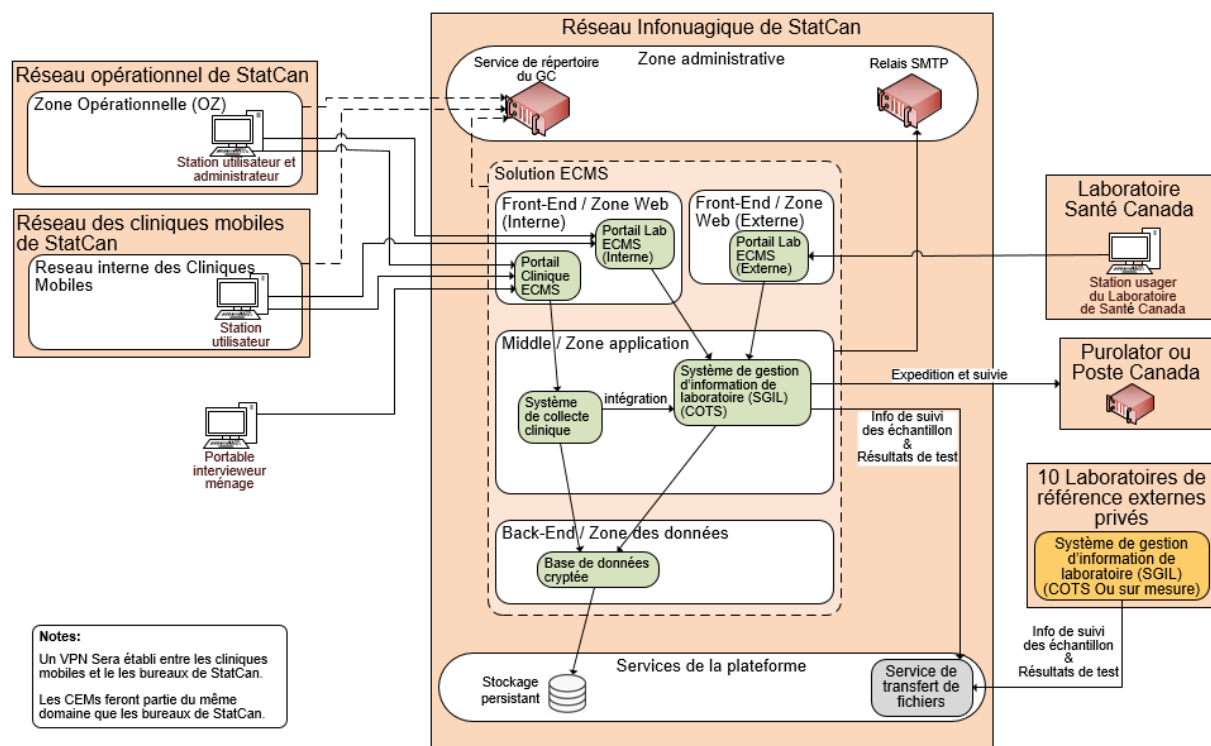 Réseau Infonuagique de StatCan
Zone administrative
Service de répertoire
du GC
Relais SMTP
Réseau opérationnel de StatCan
Zone Opérationnelle (OZ)
Station utilisateur et
administrateur
Réseau des cliniques mobiles
de StatCan
Reseau interne des Cliniques
Mobiles
Station
utilisateur
Portable
intervieweur
ménage
Solution ECMS
Front-End / Zone Web
(Interne)
Portail Lab
ECMS
(Interne)
Portail
Clinique
ECMS
Front-End / Zone
Web (Externe)
Portail Lab
ECMS
(Externe)
Middle / Zone application
Système de gestion
d'information de
laboratoire (SGIL)
(COTS)
Système
de collecte
clinique
intégration
Back-End / Zone des données
Base de données
cryptée
Services de la plateforme
Stockage
persistant
Service de
transfert de
fichiers
Laboratoire
Santé Canada
Station usager
du Laboratoire
de Santé Canada
Expedition et suivie
Purolator ou
Poste Canada
Info de suivi
des échantillon
&
Résultats de test
10 Laboratoires de
référence externes
privés
Système de gestion
d'information de
laboratoire (SGIL)
(COTS Ou sur mesure)
Info de suivi
des échantillon
&
Résultats de test
Notes:
Un VPN Sera établi entre les cliniques
mobiles et le les bureaux de StatCan.
Les CEMs feront partie du même
domaine que les bureaux de StatCan.